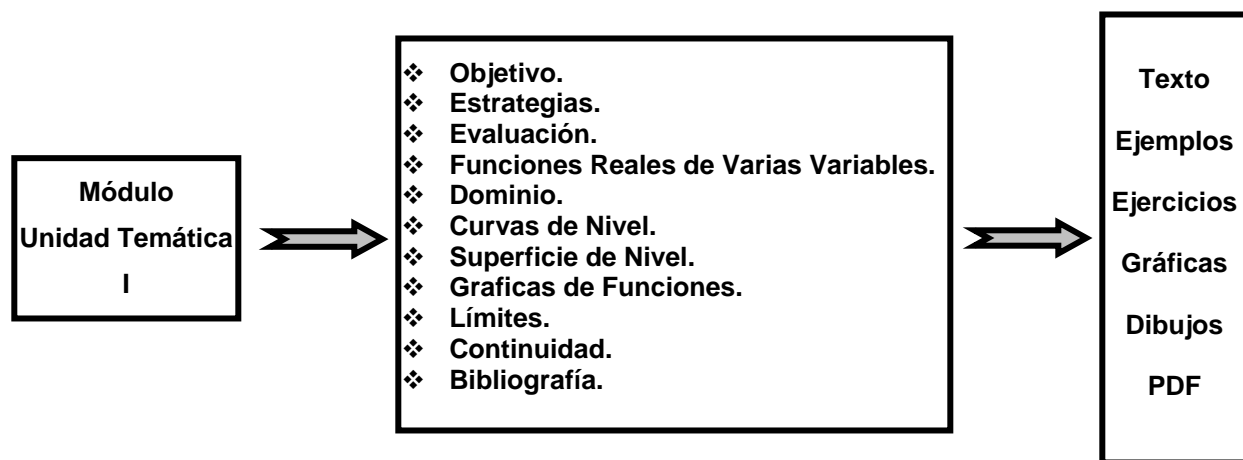 Módulo
Unidad Temática
I
❖ Objetivo.
❖ Estrategias.
❖ Evaluación.
❖ Funciones Reales de Varias Variables.
❖ Dominio.
❖ Curvas de Nivel.
❖ Superficie de Nivel.
❖ Graficas de Funciones.
❖ Límites.
❖ Continuidad.
❖ Bibliografía.
Texto
Ejemplos
Ejercicios
Gráficas
Dibujos
PDF